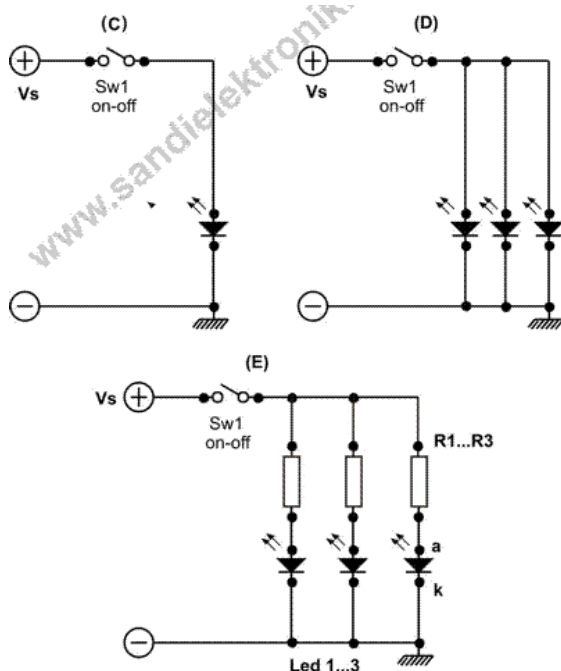 (C)
(D)
+
Vs
Sw1
on-off
+
Vs
Sw1
on-off
www.sandielektronik
−
−
(E)
Vs
+
Sw1
on-off
R1...R3
a
k
−
Led 1...3